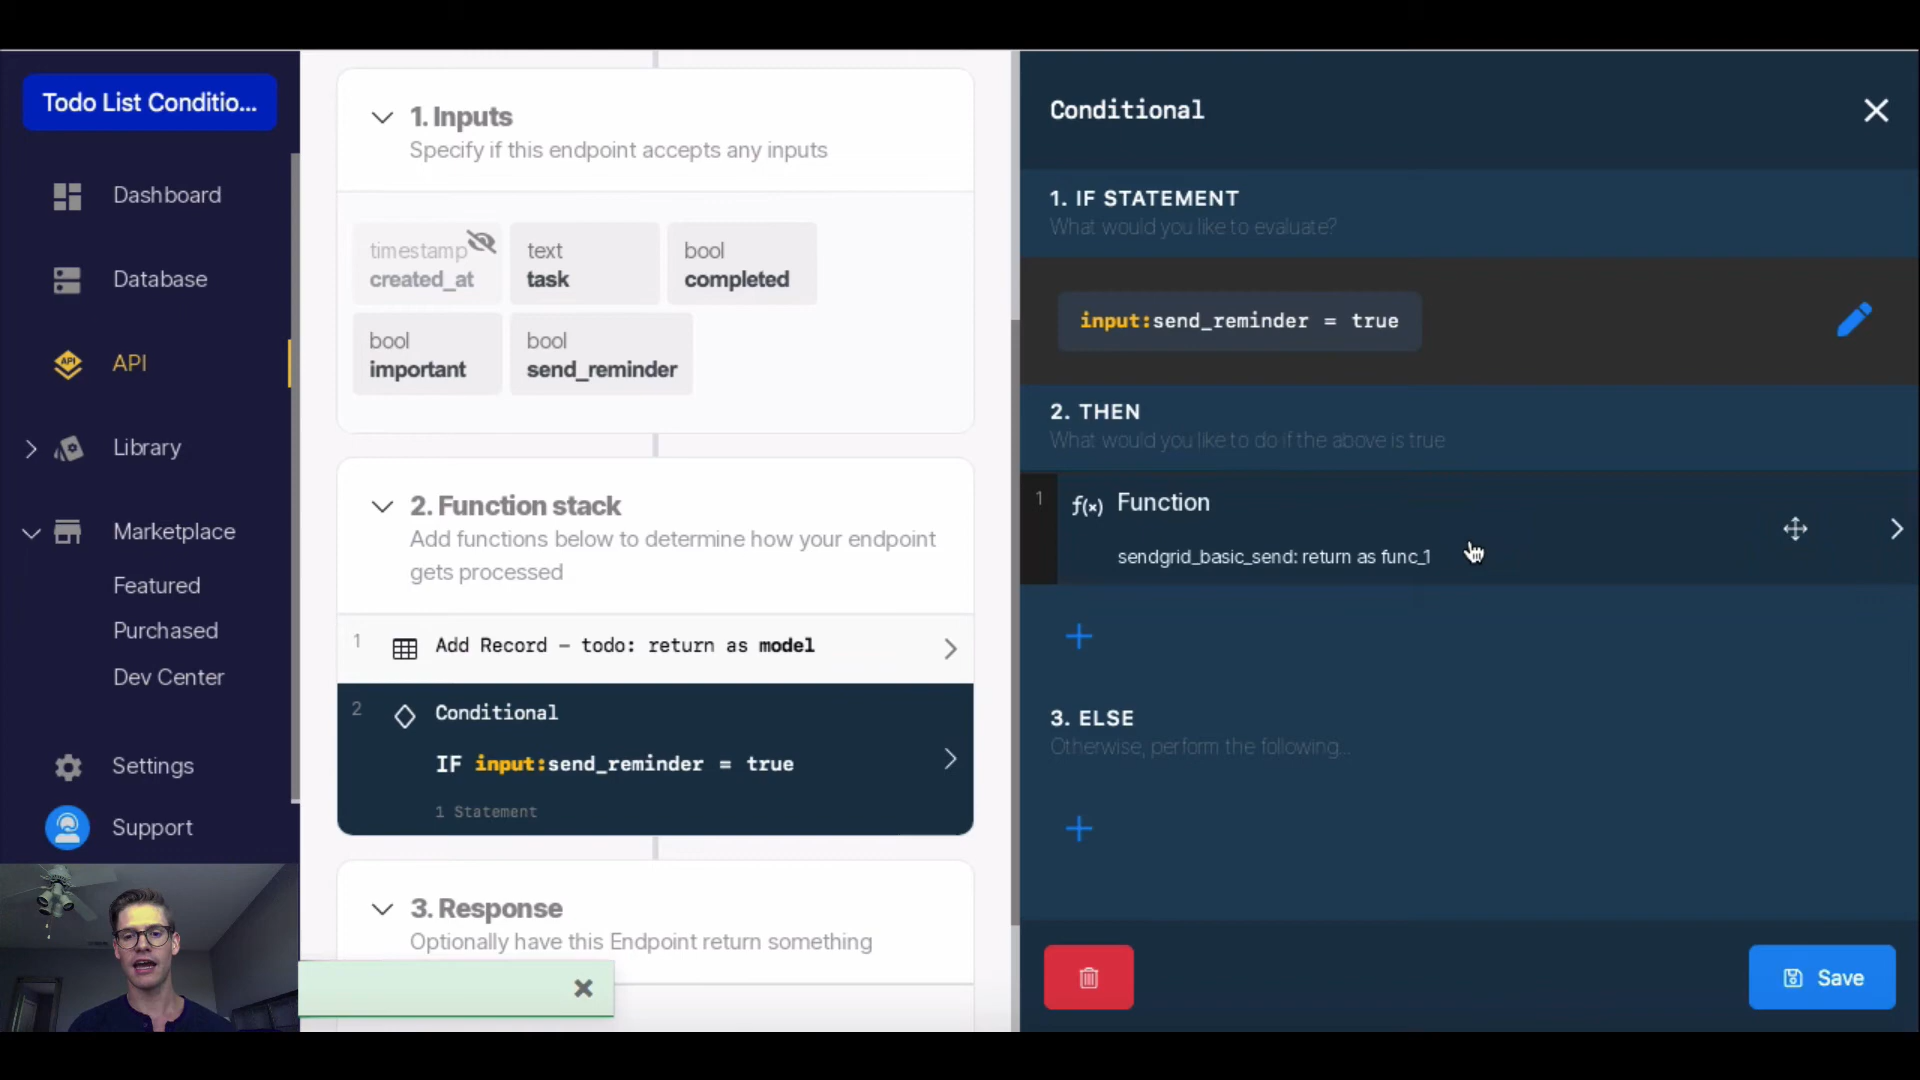 Todo List Conditio...
Dashboard
Database
API
API
Library
Marketplace
Featured
Purchased
Dev Center
Settings
Support
1. Inputs
Specify if this endpoint accepts any inputs
timestamp
created_at
text
task
bool
completed
bool
important
bool
send_reminder
2. Function stack
Add functions below to determine how your endpoint
gets processed
1
Add Record – todo: return as model
2
Conditional
IF input:send_reminder = true
1 Statement
3. Response
Optionally have this Endpoint return something
Conditional
1. IF STATEMENT
What would you like to evaluate?
input:send_reminder = true
2. THEN
What would you like to do if the above is true
1
f(x) Function
sendgrid_basic_send: return as func_1
3. ELSE
Otherwise, perform the following...
Save